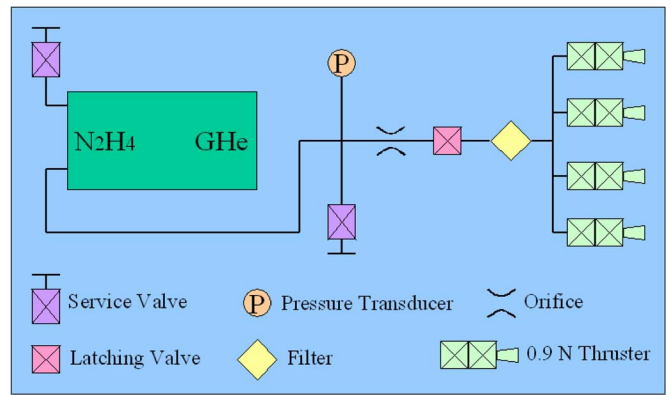 P
N2H4 GHe
Service Valve P Pressure Transducer Orifice
Latching Valve Filter 0.9 N Thruster